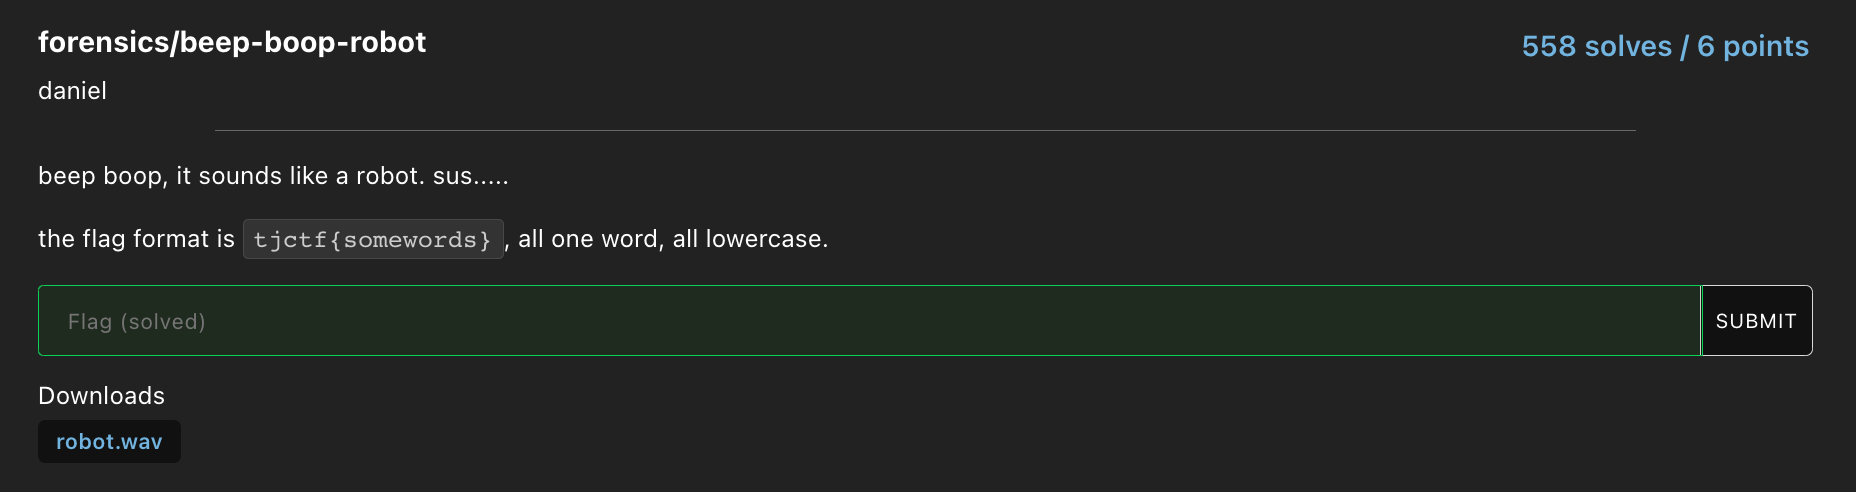 forensics/beep-boop-robot
558 solves / 6 points
daniel
beep boop, it sounds like a robot. sus.....
the flag format is tjctf{somewords}, all one word, all lowercase.
Flag (solved)
SUBMIT
Downloads
robot.wav